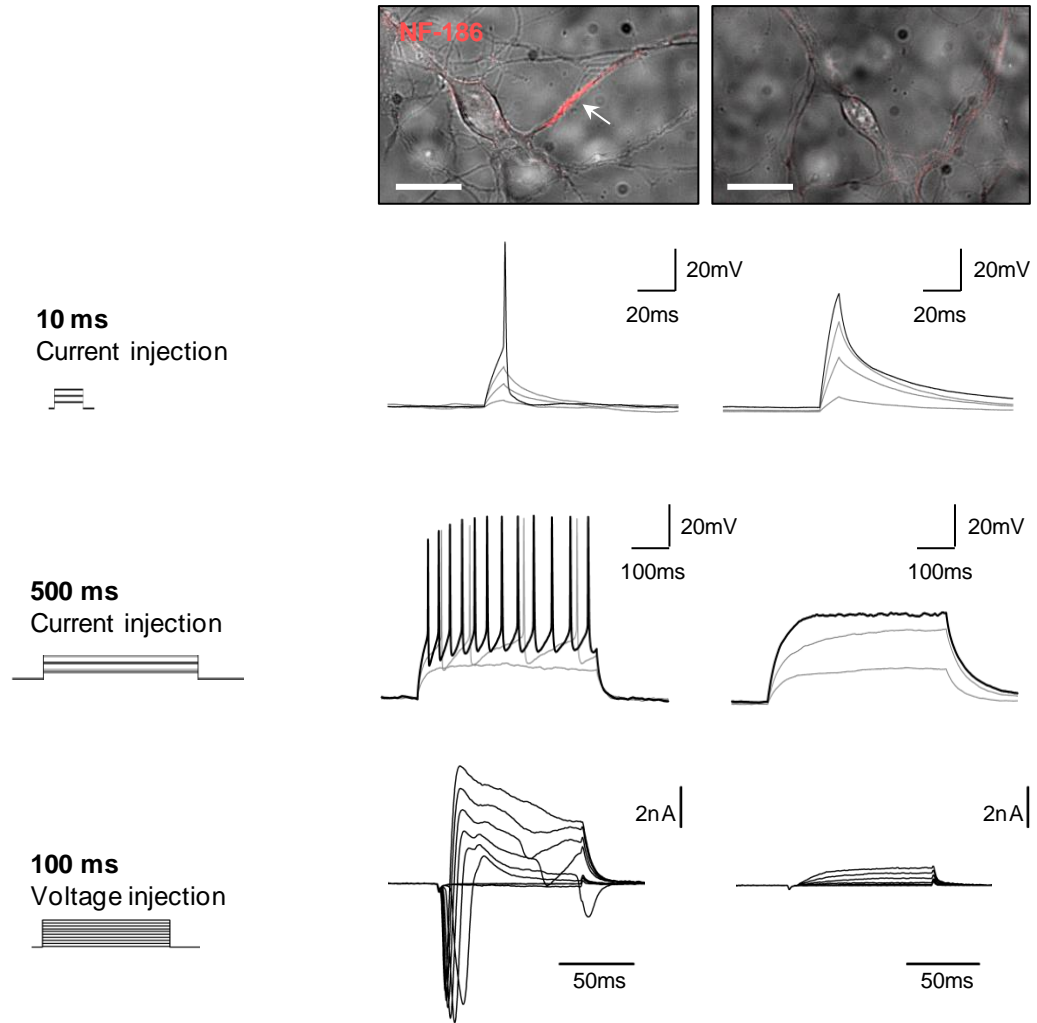 NF-186
20mV
20ms
20mV
20ms
10 ms
Current injection
20mV
100ms
20mV
100ms
500 ms
Current injection
2nA
2nA
100 ms
Voltage injection
50ms
50ms